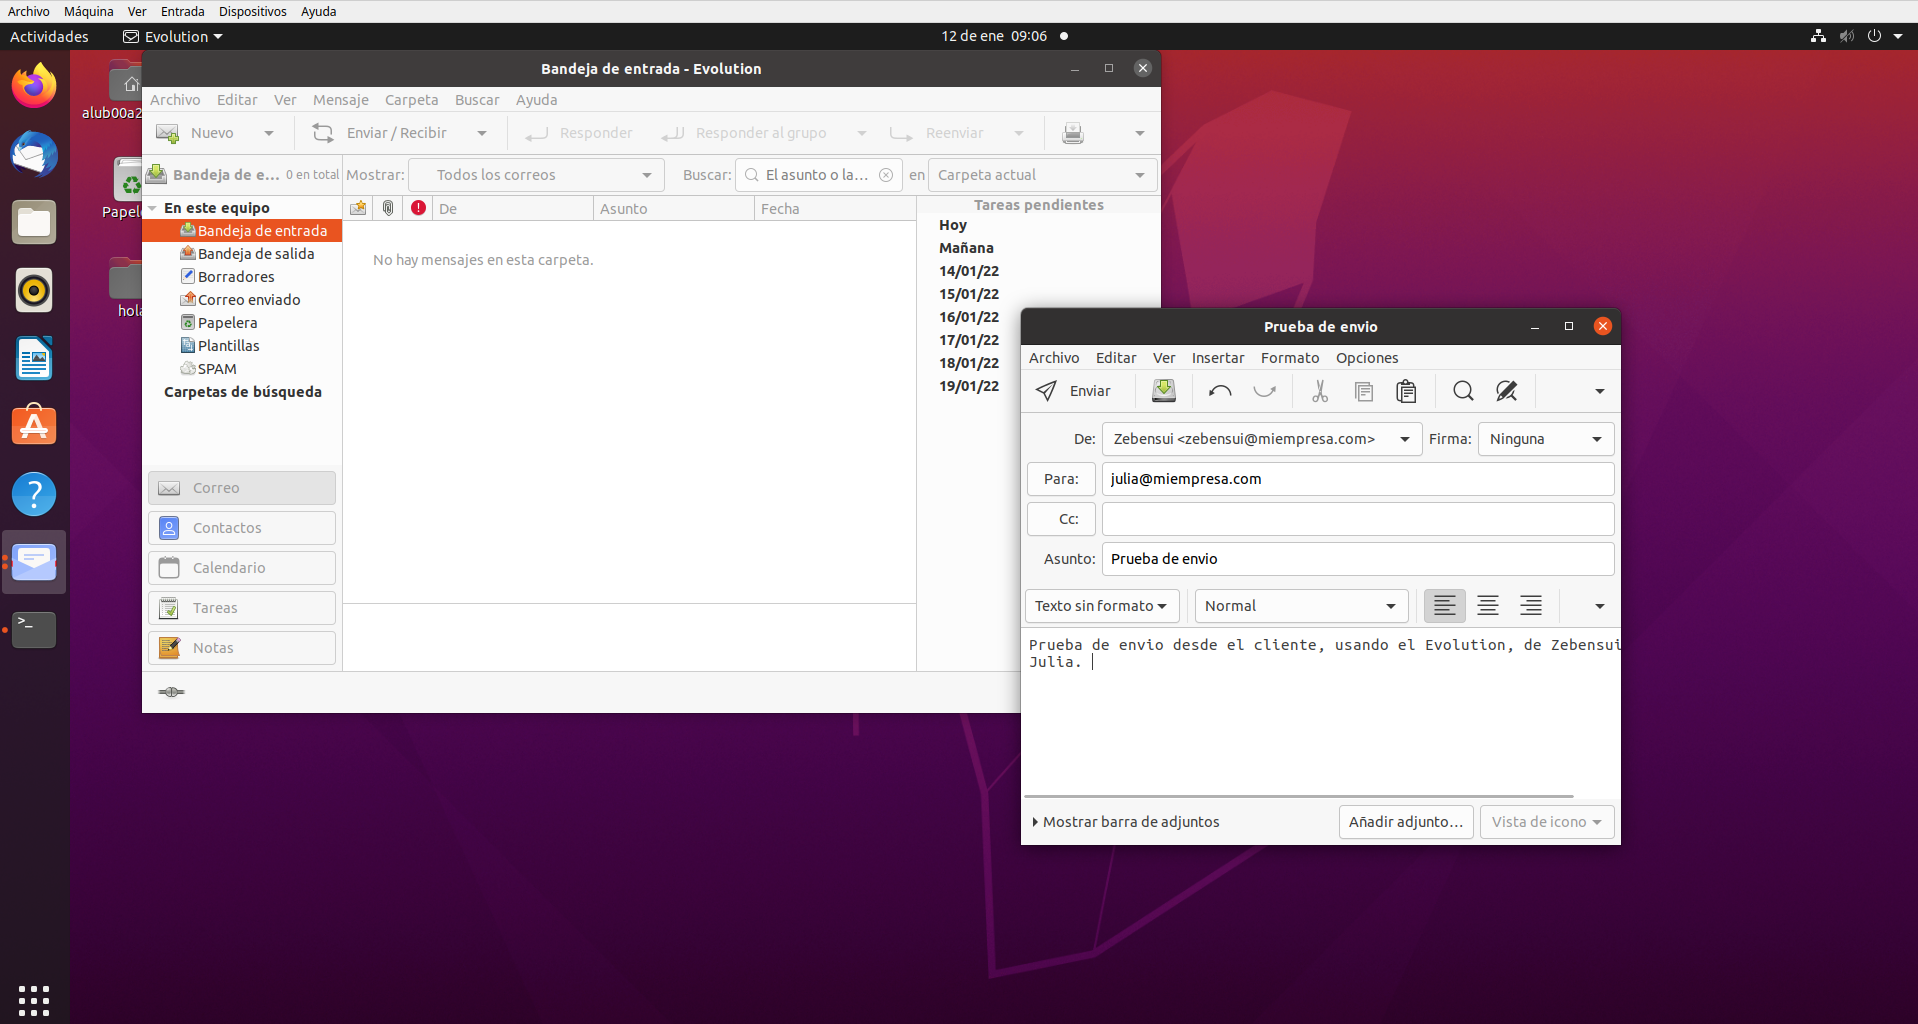 Archivo Máquina Ver Entrada Dispositivos Ayuda
Actividades Evolution 12 de ene 09:06
alub00a2
Papel
hola
Bandeja de entrada - Evolution
Archivo Editar Ver Mensaje Carpeta Buscar Ayuda
Nuevo Enviar / Recibir Responder Responder al grupo Reenviar
Bandeja de e... 0 en total Mostrar: Todos los correos Buscar: El asunto o la... en Carpeta actual
En este equipo
Bandeja de entrada
Bandeja de salida
Borradores
Correo enviado
Papelera
Plantillas
SPAM
Carpetas de búsqueda
Correo
Contactos
Calendario
Tareas
Notas
De Asunto Fecha
No hay mensajes en esta carpeta.
Tareas pendientes
Hoy
Mañana
14/01/22
15/01/22
16/01/22
17/01/22
18/01/22
19/01/22
Prueba de envio
Archivo Editar Ver Insertar Formato Opciones
Enviar
De: Zebensui <zebensui@miempresa.com> Firma: Ninguna
Para: julia@miempresa.com
Cc:
Asunto: Prueba de envio
Texto sin formato Normal
Prueba de envio desde el cliente, usando el Evolution, de Zebensui
Julia.
Mostrar barra de adjuntos Añadir adjunto... Vista de icono